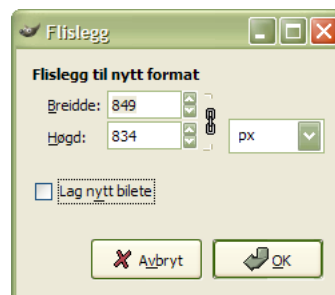 Flislegg
Flislegg til nytt format
Breidde: 849
Høgd: 834 px
Lag nytt bilete
Avbryt OK